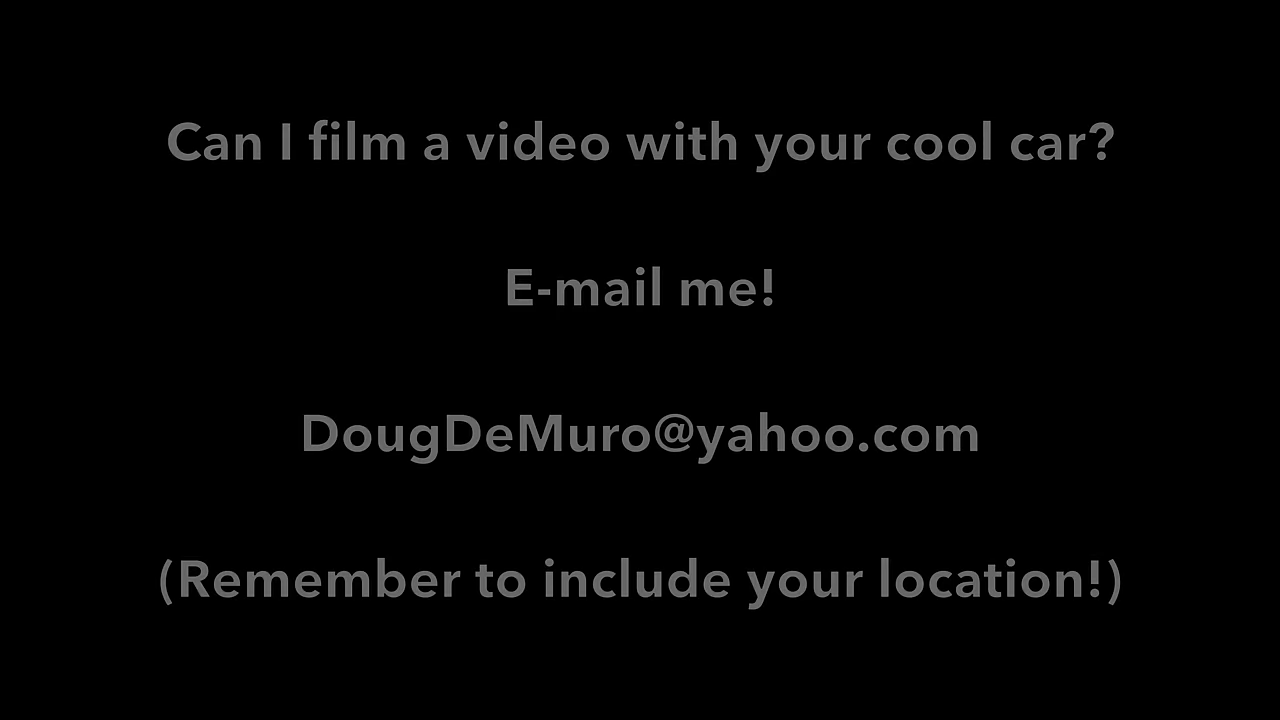 Can I film a video with your cool car?
E-mail me!
DougDeMuro@yahoo.com
(Remember to include your location!)